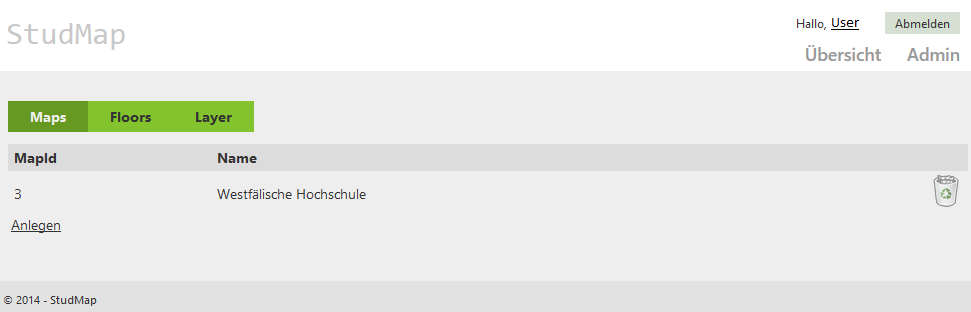 StudMap
Hallo, User Abmelden
Übersicht Admin
Maps Floors Layer
MapId Name
3 Westfälische Hochschule
Anlegen
© 2014 - StudMap